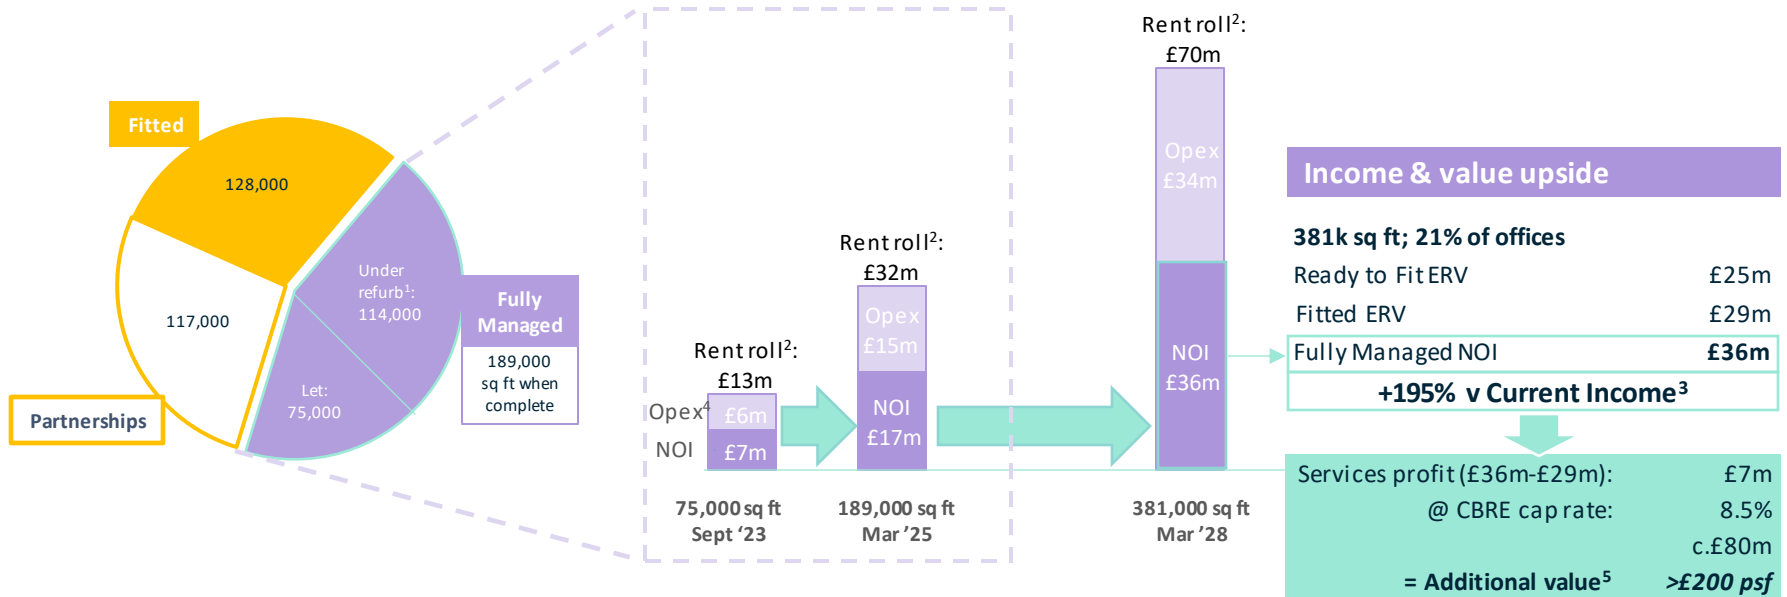 Fitted
128,000
117,000
Partnerships
Under
refurb¹:
114,000
Let:
75,000
Fully
Managed
189,000
sq ft when
complete
Rent roll²:
£13m
Opex⁴
£6m
NOI
£7m
75,000 sq ft
Sept ‘23
Rent roll²:
£32m
Opex
£15m
NOI
£17m
189,000 sq ft
Mar ’25
Rent roll²:
£70m
Opex
£34m
NOI
£36m
381,000 sq ft
Mar ’28
Income & value upside
381k sq ft; 21% of offices
Ready to Fit ERV £25m
Fitted ERV £29m
Fully Managed NOI £36m
+195% v Current Income³
Services profit (£36m-£29m): £7m
@ CBRE cap rate: 8.5%
c.£80m
= Additional value⁵ >£200 psf